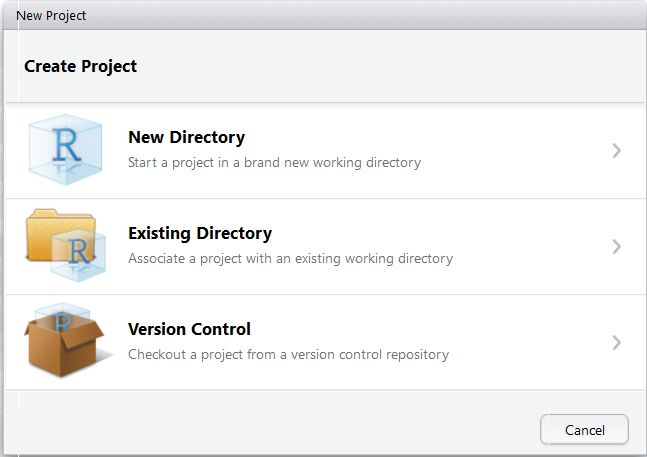 New Project
Create Project
R
New Directory
Start a project in a brand new working directory
R
Existing Directory
Associate a project with an existing working directory
R
Version Control
Checkout a project from a version control repository
Cancel